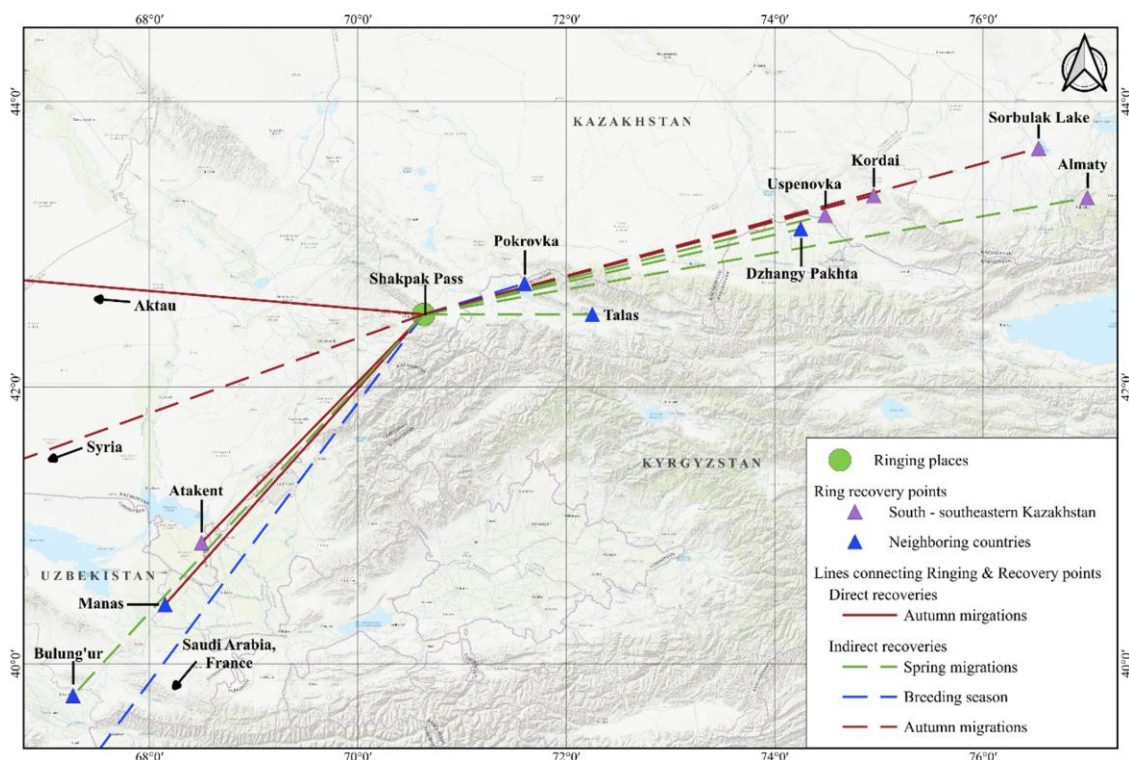 68°0' 70°0' 72°0' 74°0' 76°0'
44°0' 44°0'
KAZAKHSTAN
Sorbulak Lake
Kordai
Almaty
Uspenovka
Pokrovka
Shakpak Pass
Dzhangy Pakhta
Aktau
Talas
42°0' 42°0'
Syria
KYRGYZSTAN
Atakent
UZBEKISTAN
Manas
Bulung'ur
Saudi Arabia,
France
40°0' 40°0'
Ringing places
Ring recovery points
South - southeastern Kazakhstan
Neighboring countries
Lines connecting Ringing & Recovery points
Direct recoveries
Autumn mirgations
Indirect recoveries
Spring migrations
Breeding season
Autumn migrations
68°0' 70°0' 72°0' 74°0' 76°0'